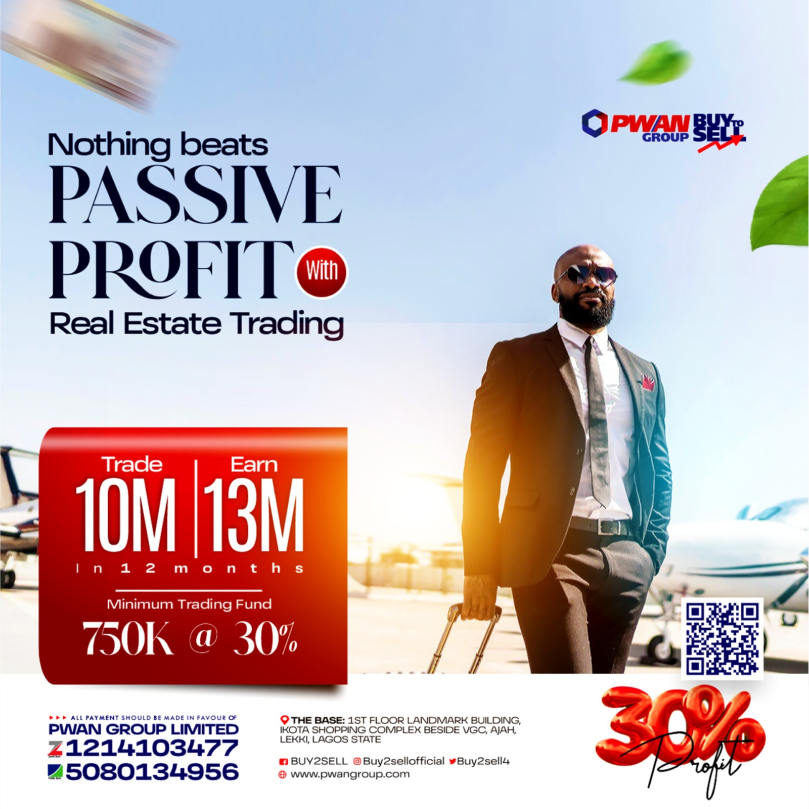 PWAN GROUP BUY TO SELL
Nothing beats
PASSIVE
PROFIT With
Real Estate Trading
Trade Earn
10M 13M
In 12 months
Minimum Trading Fund
750K @ 30%
ALL PAYMENT SHOULD BE MADE IN FAVOUR OF
PWAN GROUP LIMITED
1214103477
5080134956
THE BASE: 1ST FLOOR LANDMARK BUILDING,
IKOTA SHOPPING COMPLEX BESIDE VGC, AJAH,
LEKKI, LAGOS STATE
BUY2SELL Buy2sellofficial Buy2sell4
www.pwangroup.com
30%
Profit